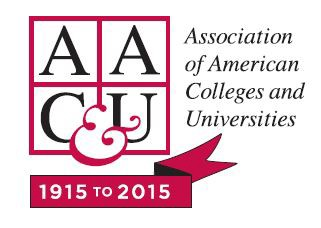 A A
C & U
Association
of American
Colleges and
Universities
1915 TO 2015